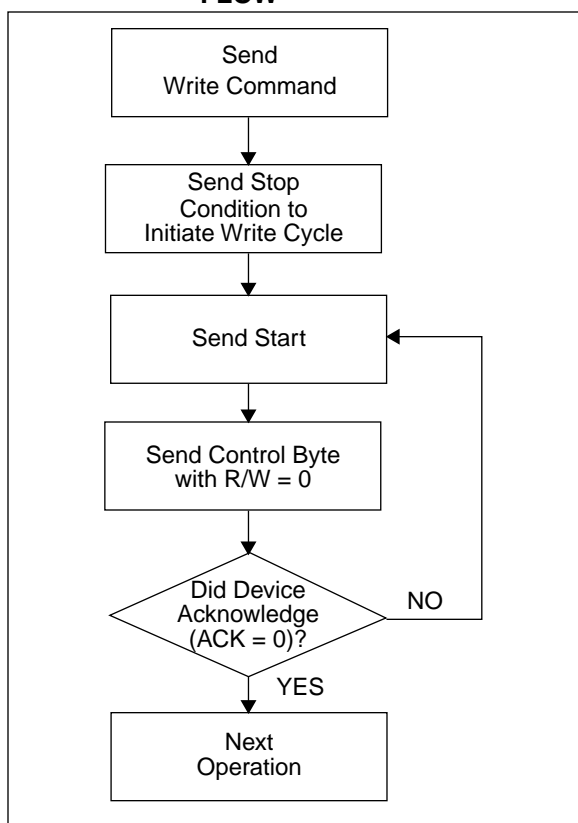 Send
Write Command
Send Stop
Condition to
Initiate Write Cycle
Send Start
Send Control Byte
with R/W = 0
Did Device
Acknowledge
(ACK = 0)?
NO
YES
Next
Operation